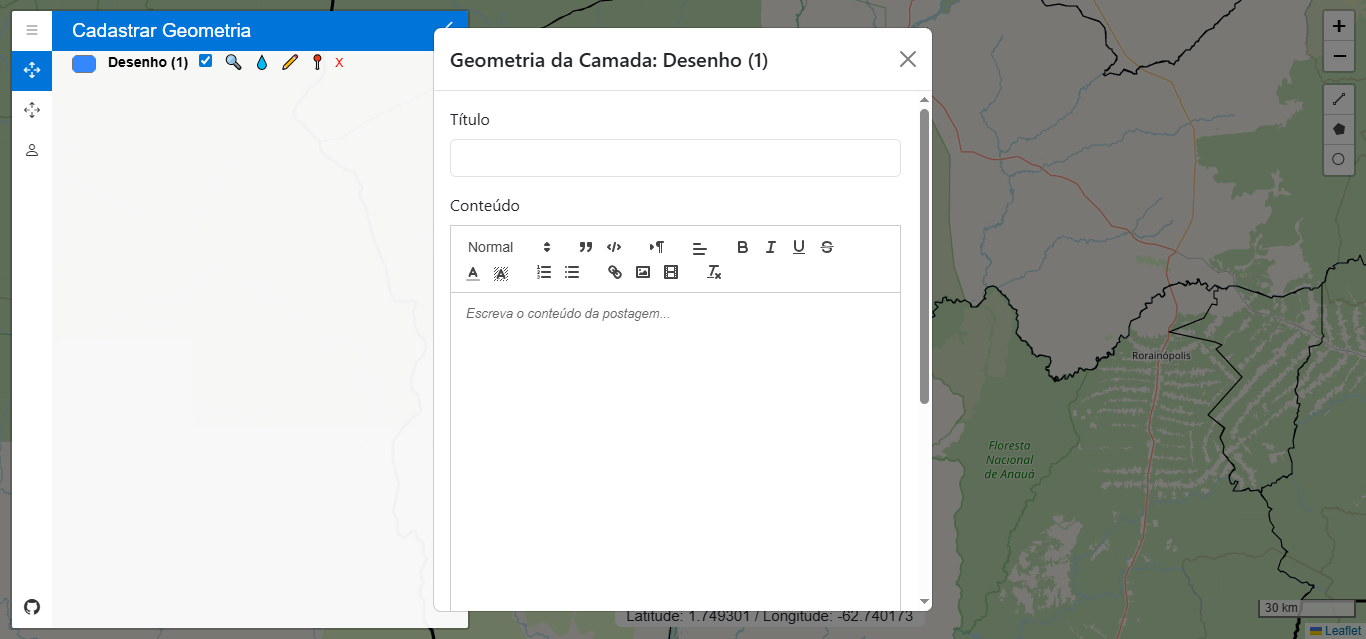 Cadastrar Geometria
Desenho (1)
X
Geometria da Camada: Desenho (1)
Título
Conteúdo
Normal
Escreva o conteúdo da postagem...
Rorainópolis
Floresta
Nacional
de Anauá
Latitude: 1.749301 / Longitude: -62.740173
30 km
Leaflet